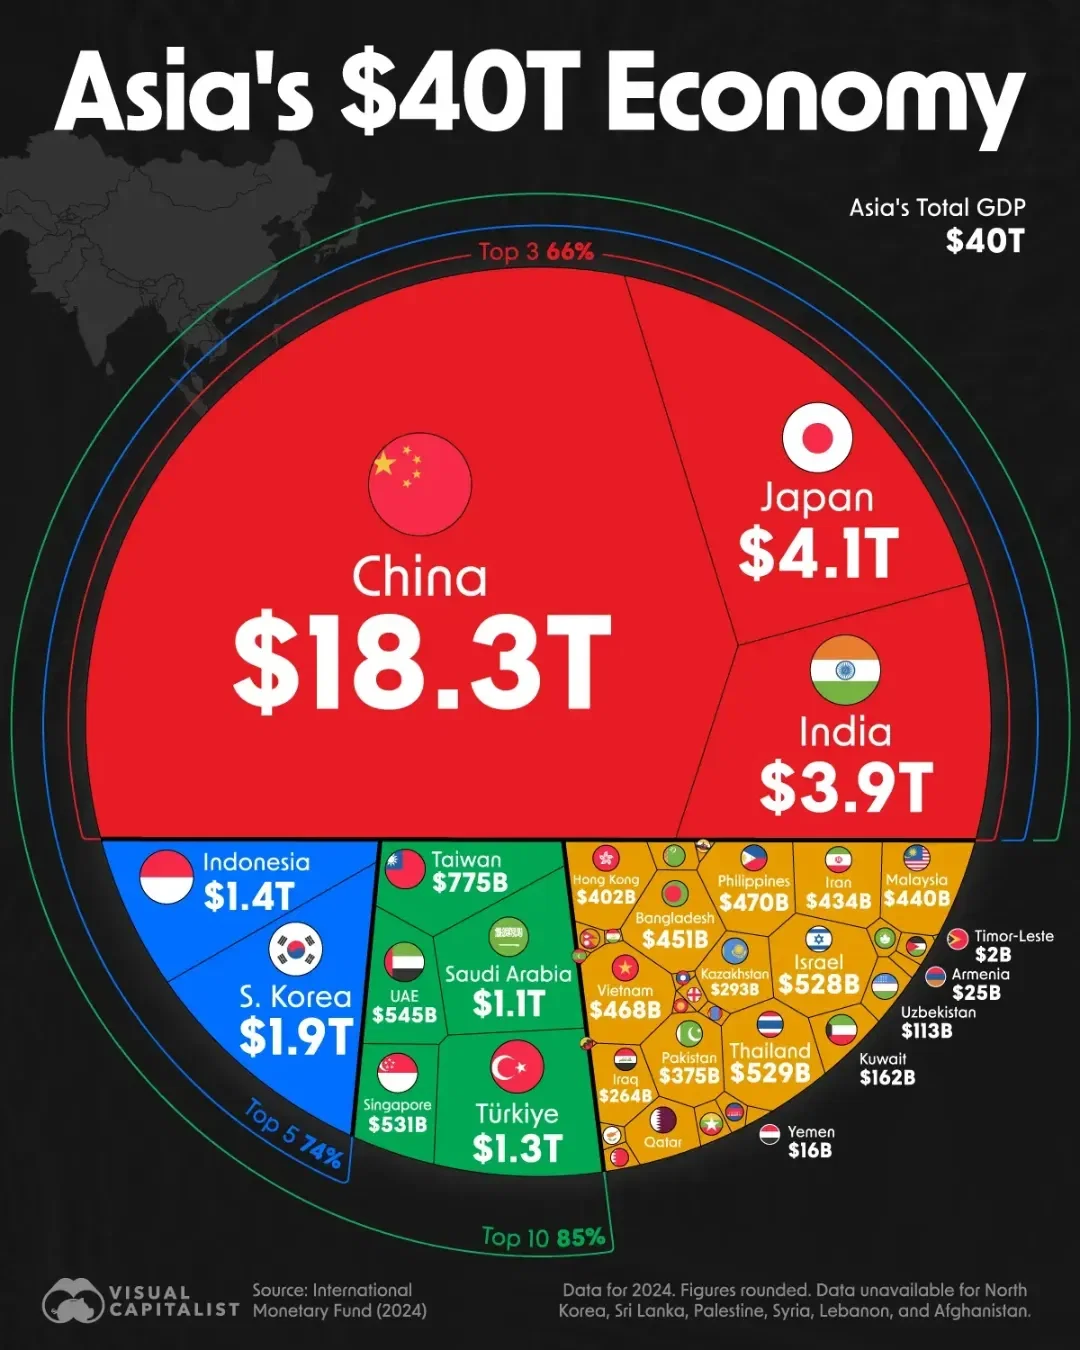 Asia's $40T Economy
Asia's Total GDP
$40T
Top 3 66%
China
$18.3T
Japan
$4.1T
India
$3.9T
Indonesia
$1.4T
S. Korea
$1.9T
Top 5 74%
Taiwan
$775B
UAE
$545B
Saudi Arabia
$1.1T
Singapore
$531B
Türkiye
$1.3T
Top 10 85%
Hong Kong
$402B
Bangladesh
$451B
Philippines
$470B
Iran
$434B
Malaysia
$440B
Vietnam
$468B
Kazakhstan
$293B
Israel
$528B
Iraq
$264B
Pakistan
$375B
Thailand
$529B
Qatar
Timor-Leste
$2B
Armenia
$25B
Uzbekistan
$113B
Kuwait
$162B
Yemen
$16B
VISUAL
CAPITALIST
Source: International
Monetary Fund (2024)
Data for 2024. Figures rounded. Data unavailable for North
Korea, Sri Lanka, Palestine, Syria, Lebanon, and Afghanistan.